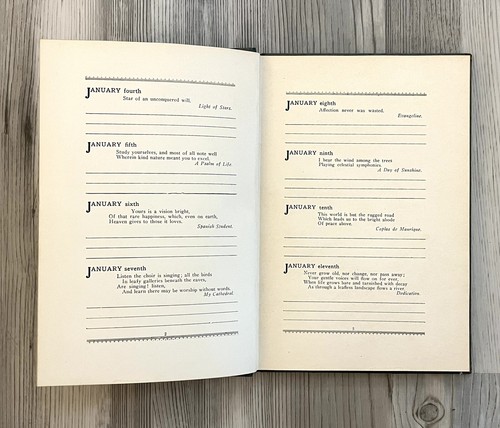 JANUARY fourth
Star of an unconquered will.
Light of Stars.
JANUARY fifth
Study yourselves, and most of all note well
Wherein kind nature meant you to excel.
A Psalm of Life.
JANUARY sixth
Yours is a vision bright,
Of that rare happiness, which, even on earth,
Heaven gives to those it loves.
Spanish Student.
JANUARY seventh
Listen the choir is singing; all the birds
In leafy galleries beneath the eaves,
Are singing! listen,
And learn there may be worship without words.
My Cathedral.
JANUARY eighth
Affection never was wasted.
Evangeline.
JANUARY ninth
I hear the wind among the trees
Playing celestial symphonies.
A Day of Sunshine.
JANUARY tenth
This world is but the rugged road
Which leads us to the bright abode
Of peace above.
Coplas de Manrique.
JANUARY eleventh
Never grow old, nor change, nor pass away;
Your gentle voices will flow on for ever,
When life grows bare and tarnished with decay
As through a leafless landscape flows a river.
Dedication.